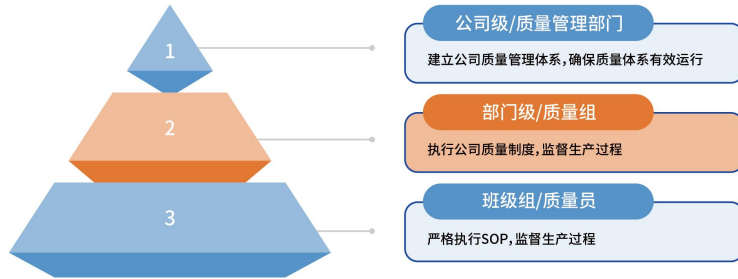 1
公司级/质量管理部门
建立公司质量管理体系,确保质量体系有效运行
2
部门级/质量组
执行公司质量制度,监督生产过程
3
班级组/质量员
严格执行SOP,监督生产过程